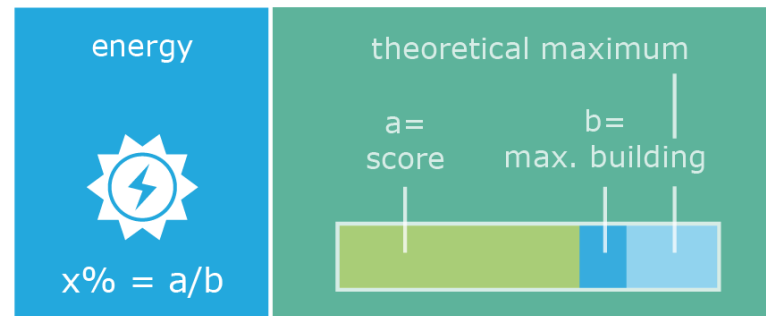 energy
x% = a/b
theoretical maximum
a=
score
b=
max. building